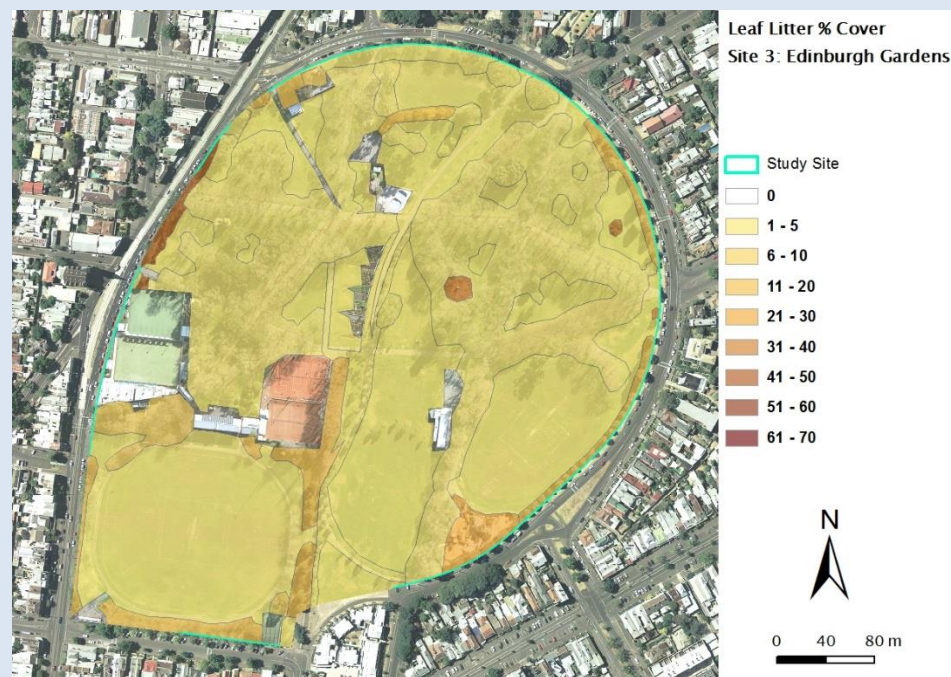 Leaf Litter % Cover
Site 3: Edinburgh Gardens
Study Site
0
1 - 5
6 - 10
11 - 20
21 - 30
31 - 40
41 - 50
51 - 60
61 - 70
N
0 40 80 m